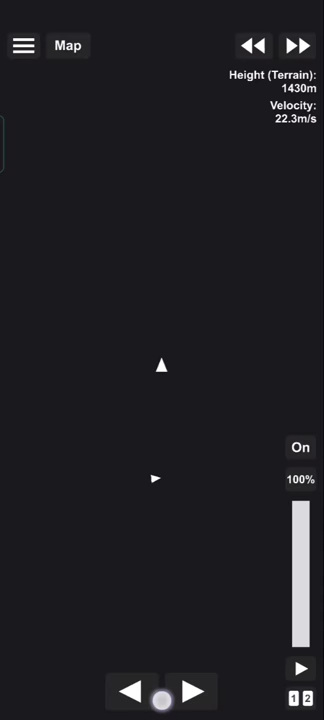 Map
Height (Terrain):
1430m
Velocity:
22.3m/s
On
100%
1 2